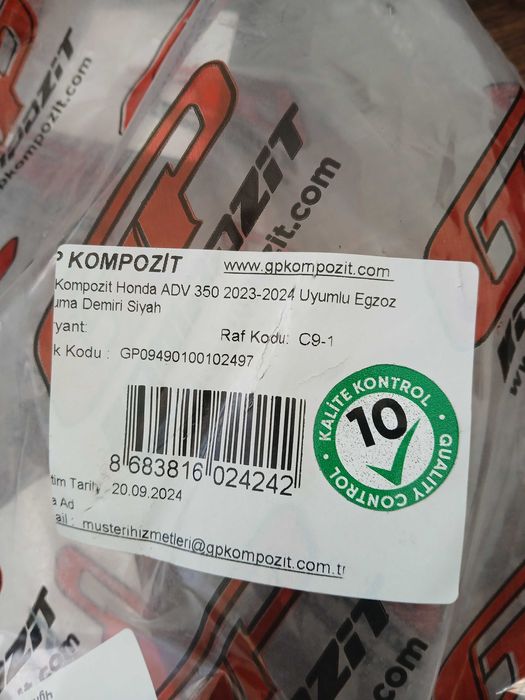 P KOMPOZİT
www.gpkompozit.com
Kompozit Honda ADV 350 2023-2024 Uyumlu Egzoz
uma Demiri Siyah
yant:
Raf Kodu: C9-1
k Kodu : GP09490100102497
8 683816 024242
tim Tarihi 20.09.2024
a Ad
ail : musterihizmetleri@gpkompozit.com.tr
KALİTE KONTROL
10
QUALITY CONTROL
pkompozit.com